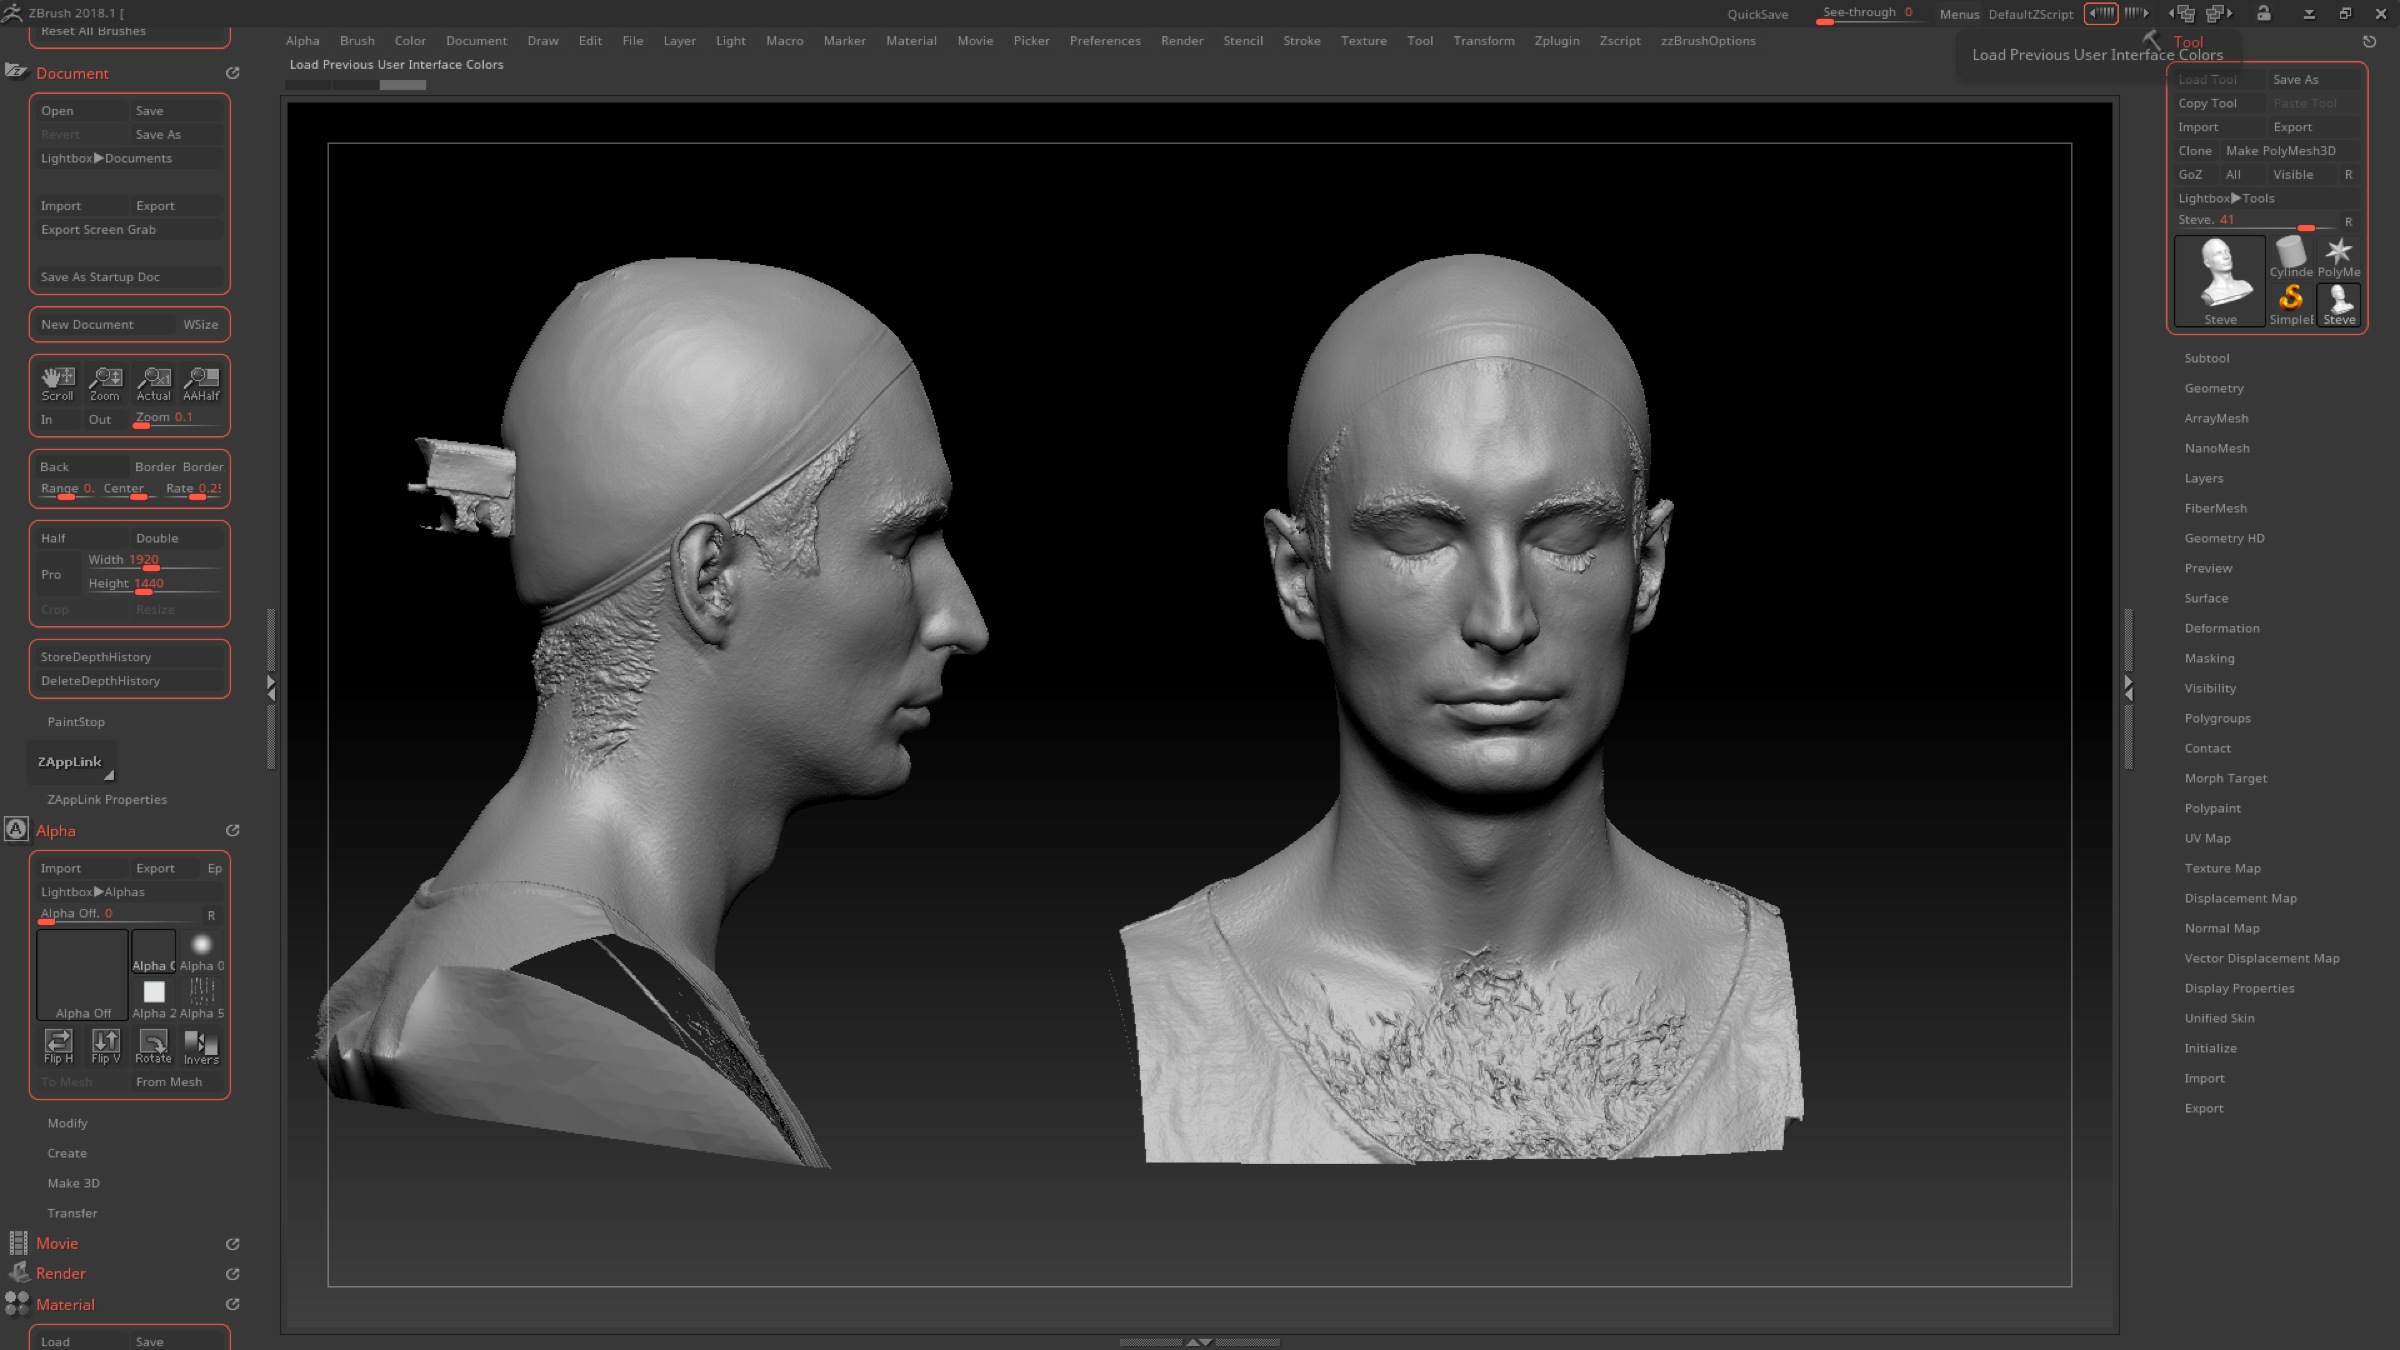 ZBrush 2018.1 [
QuickSave See-through 0 Menus DefaultZScript
Alpha Brush Color Document Draw Edit File Layer Light Macro Marker Material Movie Picker Preferences Render Stencil Stroke Texture Tool Transform Zplugin Zscript zzBrushOptions
Load Previous User Interface Colors
Load Previous User Interface Colors
Reset All Brushes
Document
Open Save
Revert Save As
Lightbox▶Documents
Import Export
Export Screen Grab
Save As Startup Doc
New Document WSize
Scroll Zoom Actual AAHalf
In Out Zoom 0.1
Back Border Border
Range 0. Center Rate 0.25
Half Double
Pro Width 1920
Height 1440
Crop Resize
StoreDepthHistory
DeleteDepthHistory
PaintStop
ZAppLink
ZAppLink Properties
Alpha
Import Export Ep
Lightbox▶Alphas
Alpha Off. 0 R
Alpha 0
Alpha Off Alpha 2 Alpha 5
Flip H Flip V Rotate Invers
To Mesh From Mesh
Modify
Create
Make 3D
Transfer
Movie
Render
Material
Load Save
Tool
Load Tool Save As
Copy Tool Paste Tool
Import Export
Clone Make PolyMesh3D
GoZ All Visible R
Lightbox▶Tools
Steve. 41 R
Cylinde PolyMe
Steve SimpleB Steve
Subtool
Geometry
ArrayMesh
NanoMesh
Layers
FiberMesh
Geometry HD
Preview
Surface
Deformation
Masking
Visibility
Polygroups
Contact
Morph Target
Polypaint
UV Map
Texture Map
Displacement Map
Normal Map
Vector Displacement Map
Display Properties
Unified Skin
Initialize
Import
Export